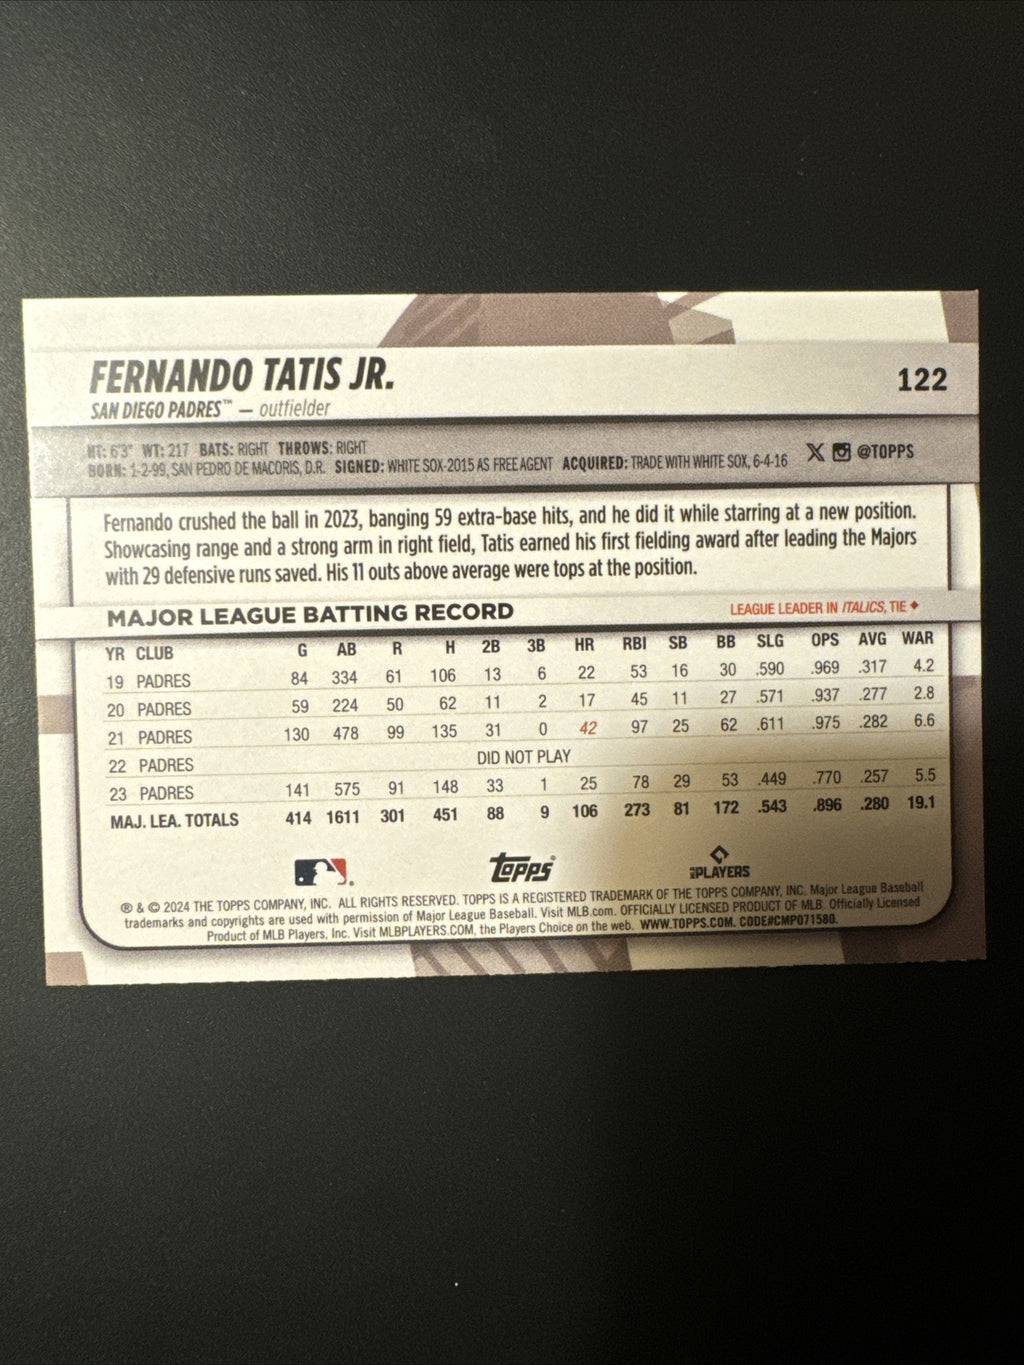 FERNANDO TATIS JR.
122
SAN DIEGO PADRES™ — outfielder
HT: 6'3" WT: 217 BATS: RIGHT THROWS: RIGHT
BORN: 1-2-99, SAN PEDRO DE MACORIS, D.R. SIGNED: WHITE SOX-2015 AS FREE AGENT ACQUIRED: TRADE WITH WHITE SOX, 6-4-16
@TOPPS
Fernando crushed the ball in 2023, banging 59 extra-base hits, and he did it while starring at a new position.
Showcasing range and a strong arm in right field, Tatis earned his first fielding award after leading the Majors
with 29 defensive runs saved. His 11 outs above average were tops at the position.
MAJOR LEAGUE BATTING RECORD
LEAGUE LEADER IN ITALICS, TIE ♦
YR CLUB G AB R H 2B 3B HR RBI SB BB SLG OPS AVG WAR
19 PADRES 84 334 61 106 13 6 22 53 16 30 .590 .969 .317 4.2
20 PADRES 59 224 50 62 11 2 17 45 11 27 .571 .937 .277 2.8
21 PADRES 130 478 99 135 31 0 42 97 25 62 .611 .975 .282 6.6
22 PADRES DID NOT PLAY
23 PADRES 141 575 91 148 33 1 25 78 29 53 .449 .770 .257 5.5
MAJ. LEA. TOTALS 414 1611 301 451 88 9 106 273 81 172 .543 .896 .280 19.1
topps®
MLB PLAYERS
® & © 2024 THE TOPPS COMPANY, INC. ALL RIGHTS RESERVED. TOPPS IS A REGISTERED TRADEMARK OF THE TOPPS COMPANY, INC. Major League Baseball
trademarks and copyrights are used with permission of Major League Baseball. Visit MLB.com. OFFICIALLY LICENSED PRODUCT OF MLB. Officially Licensed
Product of MLB Players, Inc. Visit MLBPLAYERS.COM, the Players Choice on the web. WWW.TOPPS.COM. CODE#CMP071580.